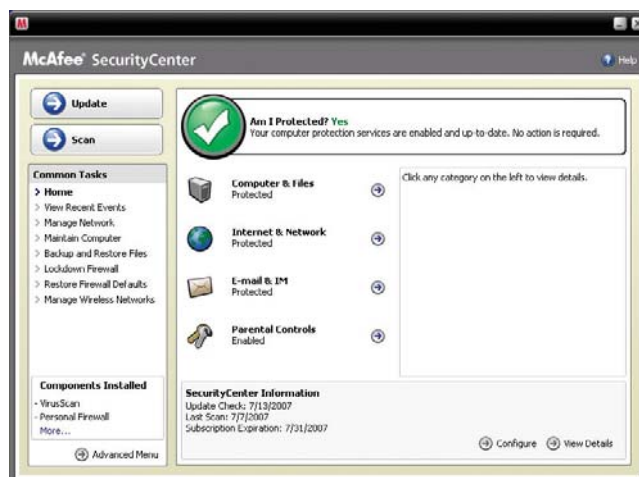 McAfee® SecurityCenter
Help
Update
Scan
Common Tasks
Home
View Recent Events
Manage Network
Maintain Computer
Backup and Restore Files
Lockdown Firewall
Restore Firewall Defaults
Manage Wireless Networks
Components Installed
- VirusScan
- Personal Firewall
More...
Advanced Menu
Am I Protected? Yes
Your computer protection services are enabled and up-to-date. No action is required.
Computer & Files
Protected
Internet & Network
Protected
E-mail & IM
Protected
Parental Controls
Enabled
Click any category on the left to view details.
SecurityCenter Information
Update Check: 7/13/2007
Last Scan: 7/7/2007
Subscription Expiration: 7/31/2007
Configure
View Details